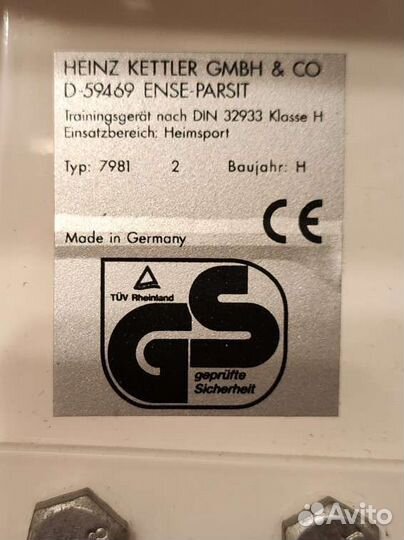 HEINZ KETTLER GMBH & CO
D-59469 ENSE-PARSIT
Trainingsgerät nach DIN 32933 Klasse H
Einsatzbereich: Heimsport
Typ: 7981 2 Baujahr: H
CE
Made in Germany
TÜV Rheinland
GS
geprüfte
Sicherheit
8
Avito